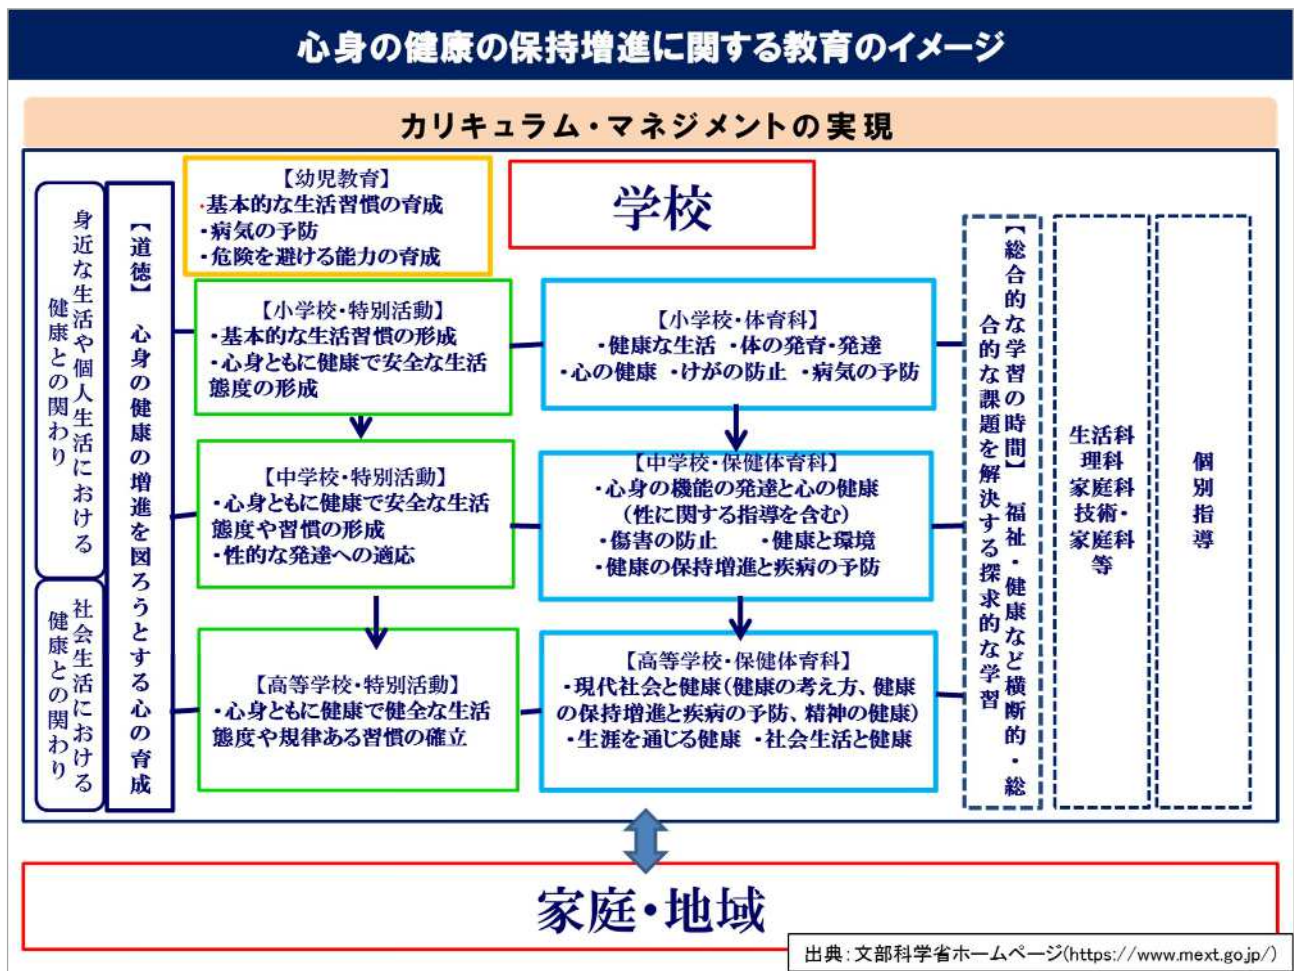 心身の健康の保持増進に関する教育のイメージ
カリキュラム・マネジメントの実現
身近な生活や個人生活における
健康との関わり
社会生活における
健康との関わり
【道徳】 心身の健康の増進を図ろうとする心の育成
【幼児教育】
・基本的な生活習慣の育成
・病気の予防
・危険を避ける能力の育成
学校
【小学校・特別活動】
・基本的な生活習慣の形成
・心身ともに健康で安全な生活
態度の形成
【小学校・体育科】
・健康な生活 ・体の発育・発達
・心の健康 ・けがの防止 ・病気の予防
【中学校・特別活動】
・心身ともに健康で安全な生活
態度や習慣の形成
・性的な発達への適応
【中学校・保健体育科】
・心身の機能の発達と心の健康
（性に関する指導を含む）
・傷害の防止 ・健康と環境
・健康の保持増進と疾病の予防
【高等学校・特別活動】
・心身ともに健康で健全な生活
態度や規律ある習慣の確立
【高等学校・保健体育科】
・現代社会と健康（健康の考え方、健康
の保持増進と疾病の予防、精神の健康）
・生涯を通じる健康 ・社会生活と健康
【総合的な学習の時間】 福祉・健康など横断的・総
合的な課題を解決する探求的な学習
生活科
理科
家庭科
技術・
家庭科
等
個別指導
家庭・地域
出典：文部科学省ホームページ(https://www.mext.go.jp/)